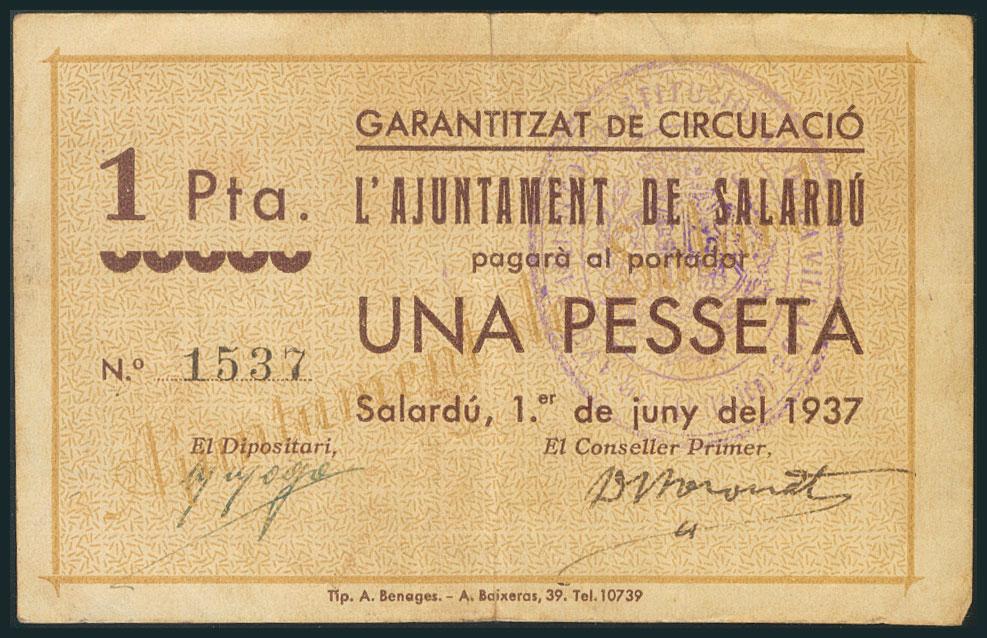 GARANTITZAT DE CIRCULACIÓ
1 Pta.
L'AJUNTAMENT DE SALARDÚ
pagarà al portador
UNA PESSETA
N.º 1537
Salardú, 1.er de juny del 1937
El Dipositari,
El Conseller Primer,
Tip. A. Benages. - A. Baixeras, 39. Tel. 10739